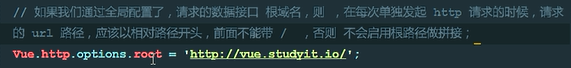 // 如果我们通过全局配置了，请求的数据接口 根域名，则 ，在每次单独发起 http 请求的时候，请求
的 url 路径，应该以相对路径开头，前面不能带 / ，否则 不会启用根路径做拼接；
Vue.http.options.root = 'http://vue.studyit.io/';